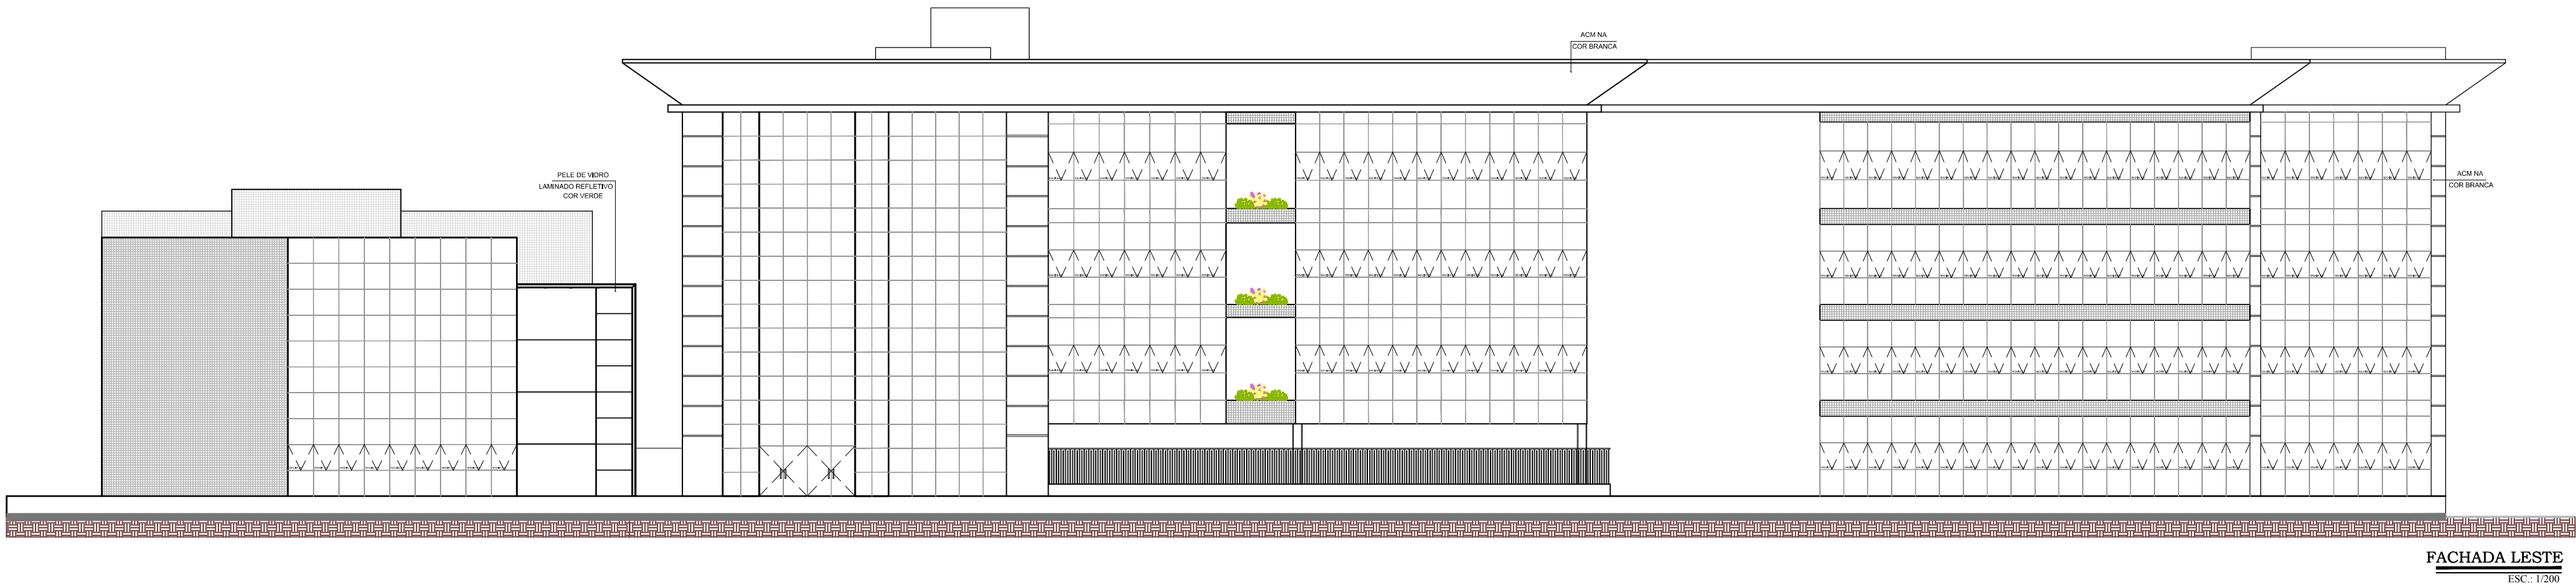 ACM NA
COR BRANCA
PELE DE VIDRO
LAMINADO REFLETIVO
COR VERDE
ACM NA
COR BRANCA
FACHADA LESTE
ESC.: 1/200